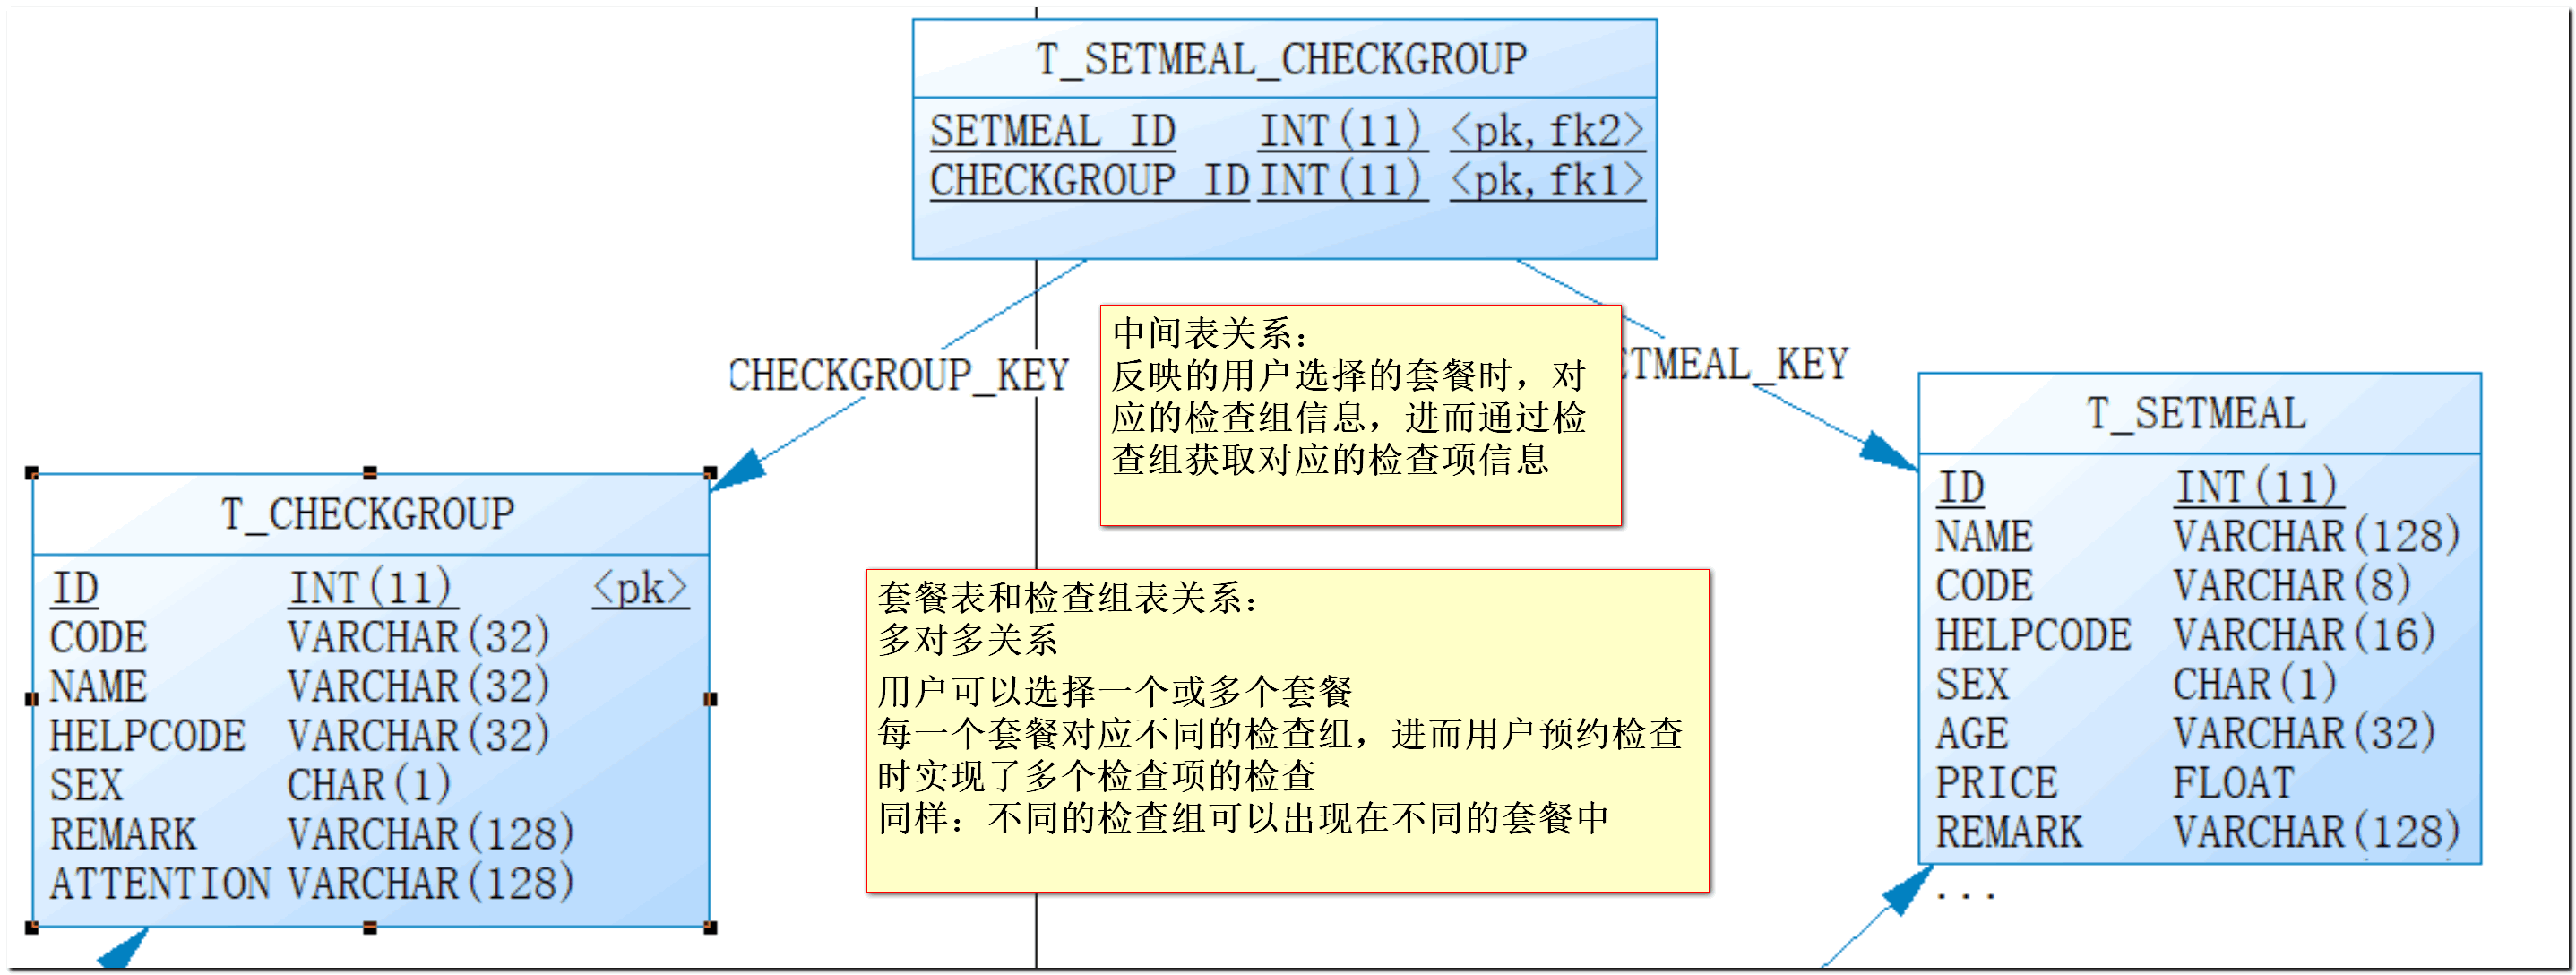 T_SETMEAL_CHECKGROUP
SETMEAL_ID INT(11) <pk,fk2>
CHECKGROUP_ID INT(11) <pk,fk1>
中间表关系：
反映的用户选择的套餐时，对
应的检查组信息，进而通过检
查组获取对应的检查项信息
CHECKGROUP_KEY
ETMEAL_KEY
T_CHECKGROUP
ID INT(11) <pk>
CODE VARCHAR(32)
NAME VARCHAR(32)
HELPCODE VARCHAR(32)
SEX CHAR(1)
REMARK VARCHAR(128)
ATTENTION VARCHAR(128)
套餐表和检查组表关系：
多对多关系
用户可以选择一个或多个套餐
每一个套餐对应不同的检查组，进而用户预约检查
时实现了多个检查项的检查
同样：不同的检查组可以出现在不同的套餐中
T_SETMEAL
ID INT(11)
NAME VARCHAR(128)
CODE VARCHAR(8)
HELPCODE VARCHAR(16)
SEX CHAR(1)
AGE VARCHAR(32)
PRICE FLOAT
REMARK VARCHAR(128)
...